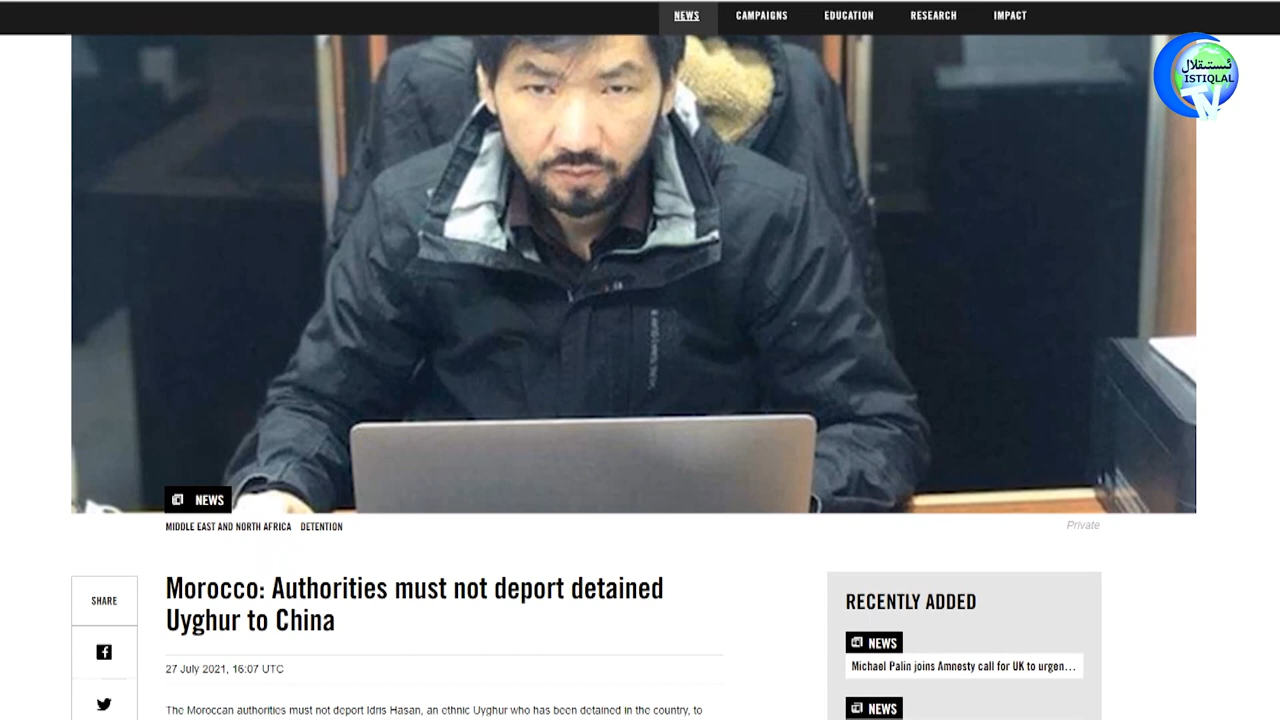 NEWS CAMPAIGNS EDUCATION RESEARCH IMPACT
ئىستىقلال
ISTIQLAL
TV
NEWS
MIDDLE EAST AND NORTH AFRICA DETENTION
Private
Morocco: Authorities must not deport detained
Uyghur to China
SHARE
27 July 2021, 16:07 UTC
The Moroccan authorities must not deport Idris Hasan, an ethnic Uyghur who has been detained in the country, to
RECENTLY ADDED
NEWS
Michael Palin joins Amnesty call for UK to urgen…
NEWS